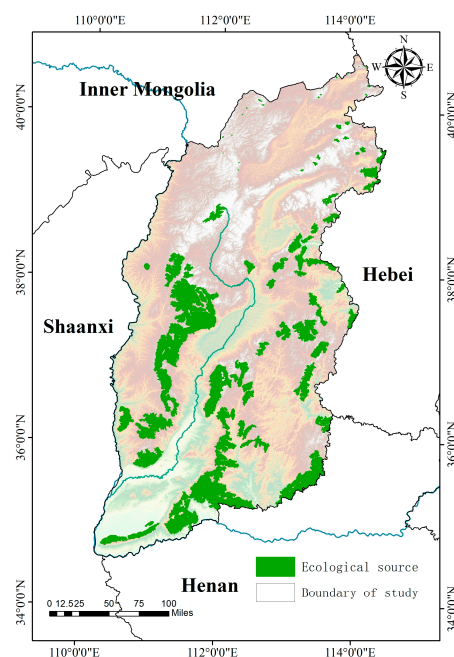 110°0'0"E 112°0'0"E 114°0'0"E
N
W E
S
Inner Mongolia
40°0'0"N 40°0'0"N
Hebei
38°0'0"N 38°0'0"N
Shaanxi
36°0'0"N 36°0'0"N
Ecological source
Henan
Boundary of study
0 12.525 50 75 100
Miles
34°0'0"N 34°0'0"N
110°0'0"E 112°0'0"E 114°0'0"E